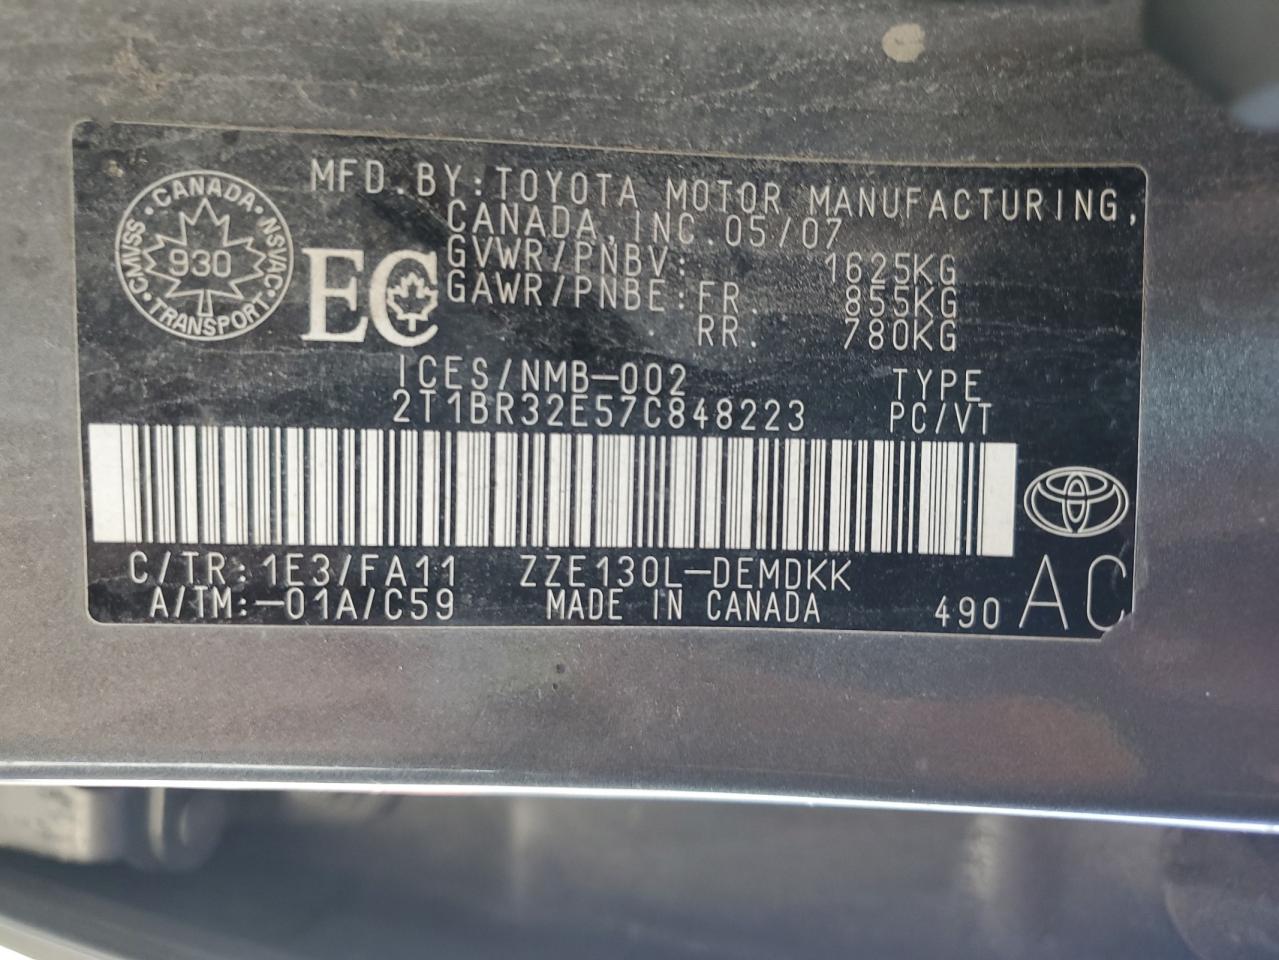 MFD.BY:TOYOTA MOTOR MANUFACTURING,
CANADA, INC. 05/07
GVWR/PNBV: 1625KG
GAWR/PNBE:FR. 855KG
RR. 780KG
CANADA·NSVAC·TRANSPORT·CMVSS·
930
EC
ICES/NMB-002 TYPE
2T1BR32E57C848223 PC/VT
C/TR:1E3/FA11 ZZE130L-DEMDKK
A/TM:-01A/C59 MADE IN CANADA 490 AC